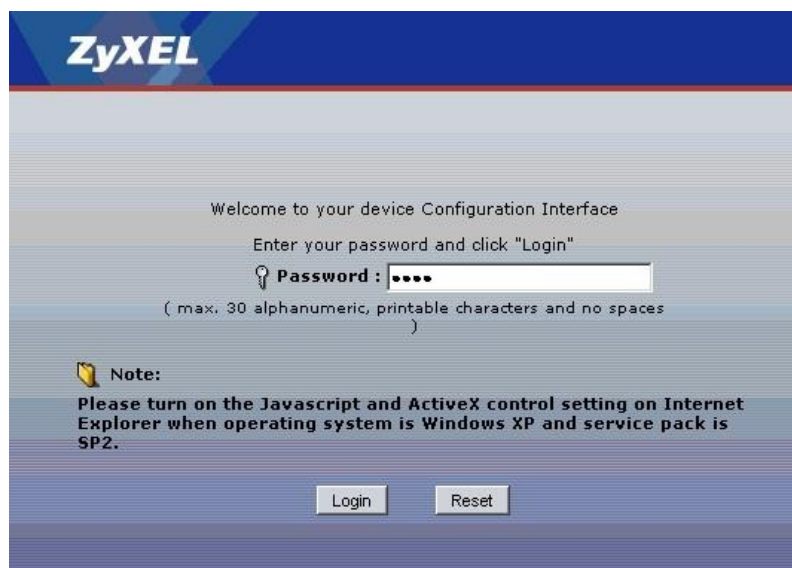 ZyXEL
Welcome to your device Configuration Interface
Enter your password and click "Login"
Password : ••••
( max. 30 alphanumeric, printable characters and no spaces
)
Note:
Please turn on the Javascript and ActiveX control setting on Internet
Explorer when operating system is Windows XP and service pack is
SP2.
Login Reset